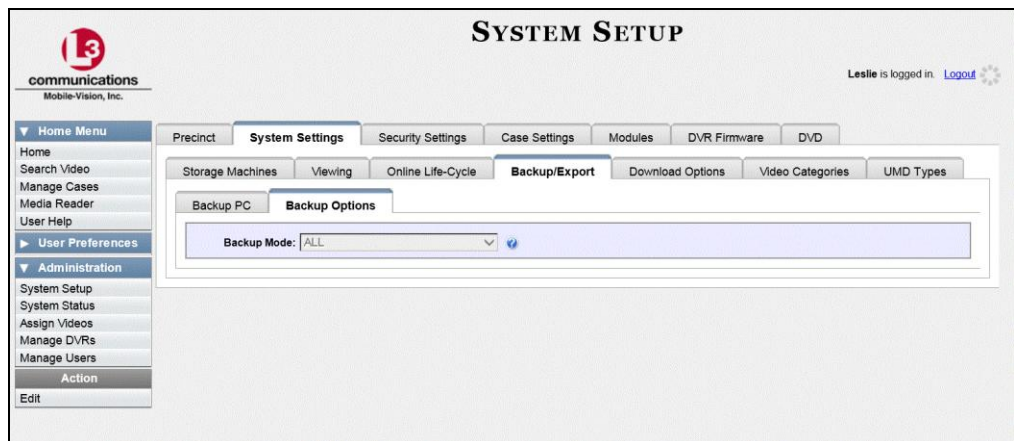 SYSTEM SETUP
L3
communications
Mobile-Vision, Inc.
Leslie is logged in. Logout
▼ Home Menu
Home
Search Video
Manage Cases
Media Reader
User Help
▶ User Preferences
▼ Administration
System Setup
System Status
Assign Videos
Manage DVRs
Manage Users
Action
Edit
Precinct System Settings Security Settings Case Settings Modules DVR Firmware DVD
Storage Machines Viewing Online Life-Cycle Backup/Export Download Options Video Categories UMD Types
Backup PC Backup Options
Backup Mode: ALL ?